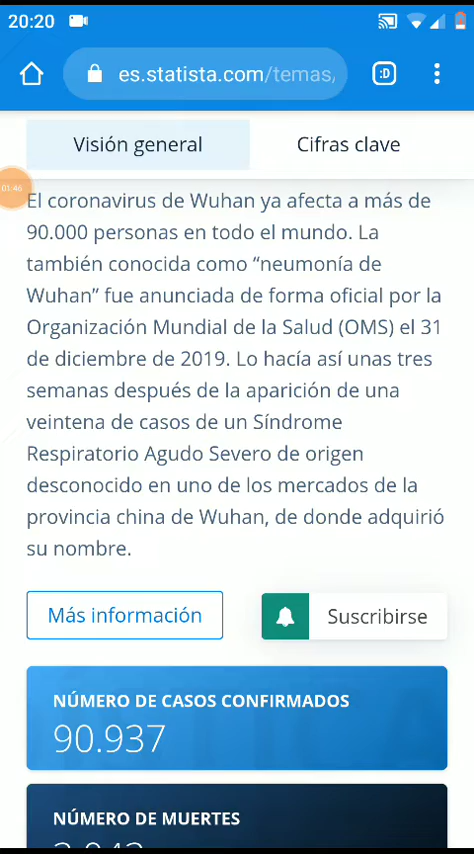 20:20
es.statista.com/temas,
:D
Visión general
Cifras clave
01:46
El coronavirus de Wuhan ya afecta a más de
90.000 personas en todo el mundo. La
también conocida como “neumonía de
Wuhan” fue anunciada de forma oficial por la
Organización Mundial de la Salud (OMS) el 31
de diciembre de 2019. Lo hacía así unas tres
semanas después de la aparición de una
veintena de casos de un Síndrome
Respiratorio Agudo Severo de origen
desconocido en uno de los mercados de la
provincia china de Wuhan, de donde adquirió
su nombre.
Más información
Suscribirse
NÚMERO DE CASOS CONFIRMADOS
90.937
NÚMERO DE MUERTES